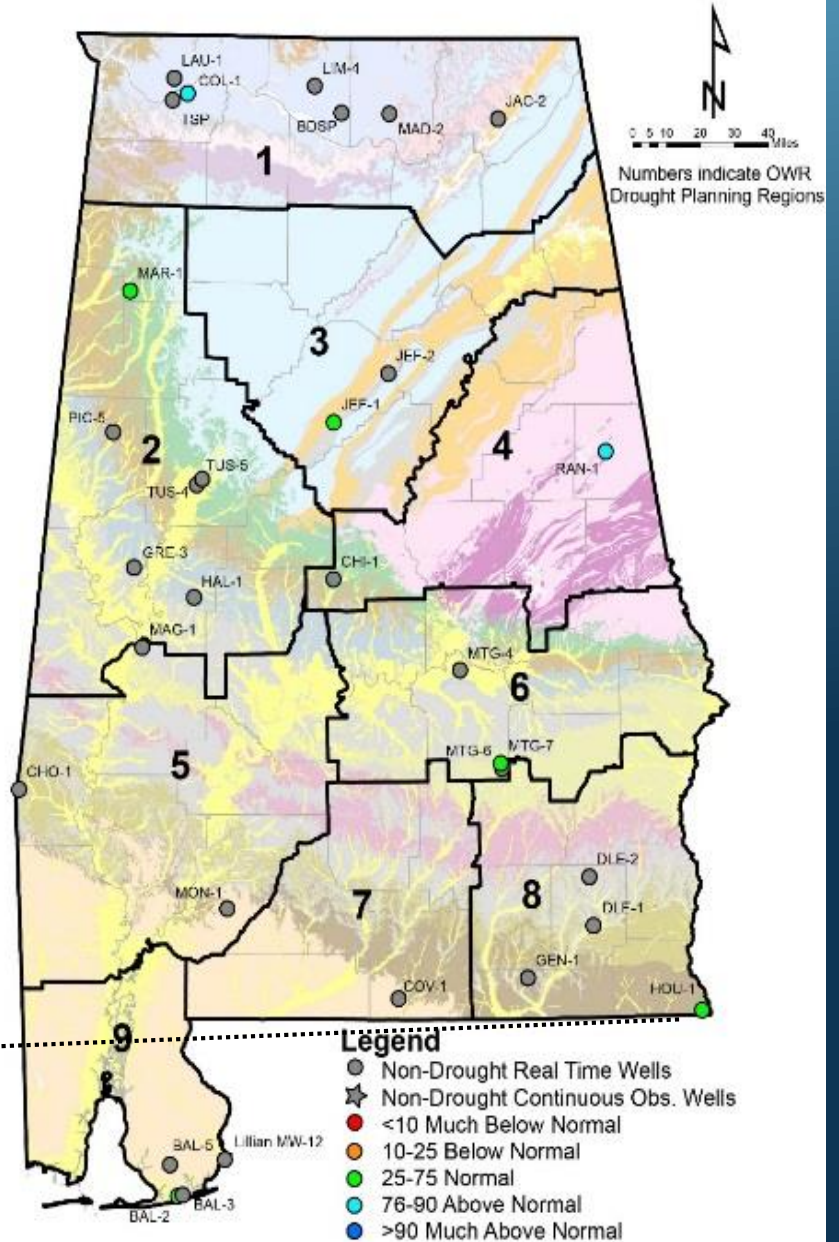 LAU-1
COL-1
TSP
LIM-4
BDSP
MAD-2
JAC-2
N
0 5 10 20 30 40
Miles
Numbers indicate OWR
Drought Planning Regions
1
MAR-1
3
JEF-2
JEF-1
PIC-5
2
4
RAN-1
TUS-5
TUS-4
GRE-3
HAL-1
CHI-1
MAG-1
MTG-4
6
MTG-6
MTG-7
5
CHO-1
MON-1
7
8
DLE-2
DLE-1
GEN-1
HOU-1
COV-1
9
BAL-5
Lillian MW-12
BAL-2
BAL-3
Legend
Non-Drought Real Time Wells
Non-Drought Continuous Obs. Wells
<10 Much Below Normal
10-25 Below Normal
25-75 Normal
76-90 Above Normal
>90 Much Above Normal